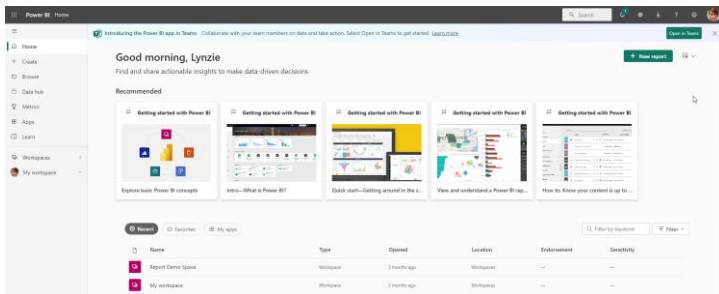 Power BI Home
Search
Introducing the Power BI app in Teams Collaborate with your team members on data and take action. Select Open in Teams to get started. Learn more
Open in Teams
Home
Create
Browse
Data hub
Metrics
Apps
Learn
Workspaces
My workspace
Good morning, Lynzie
Find and share actionable insights to make data-driven decisions.
+ New report
Recommended
Getting started with Power BI
Explore basic Power BI concepts
Getting started with Power BI
Intro—What is Power BI?
Getting started with Power BI
Quick start—Getting around in the s...
Getting started with Power BI
View and understand a Power BI rep...
Getting started with Power BI
How to: Know your content is up to ...
Recent
Favorites
My apps
Filter by keyword
Filter
Name Type Opened Location Endorsement Sensitivity
Report Demo Space Workspace 3 months ago Workspaces — —
My workspace Workspace 3 months ago Workspaces — —